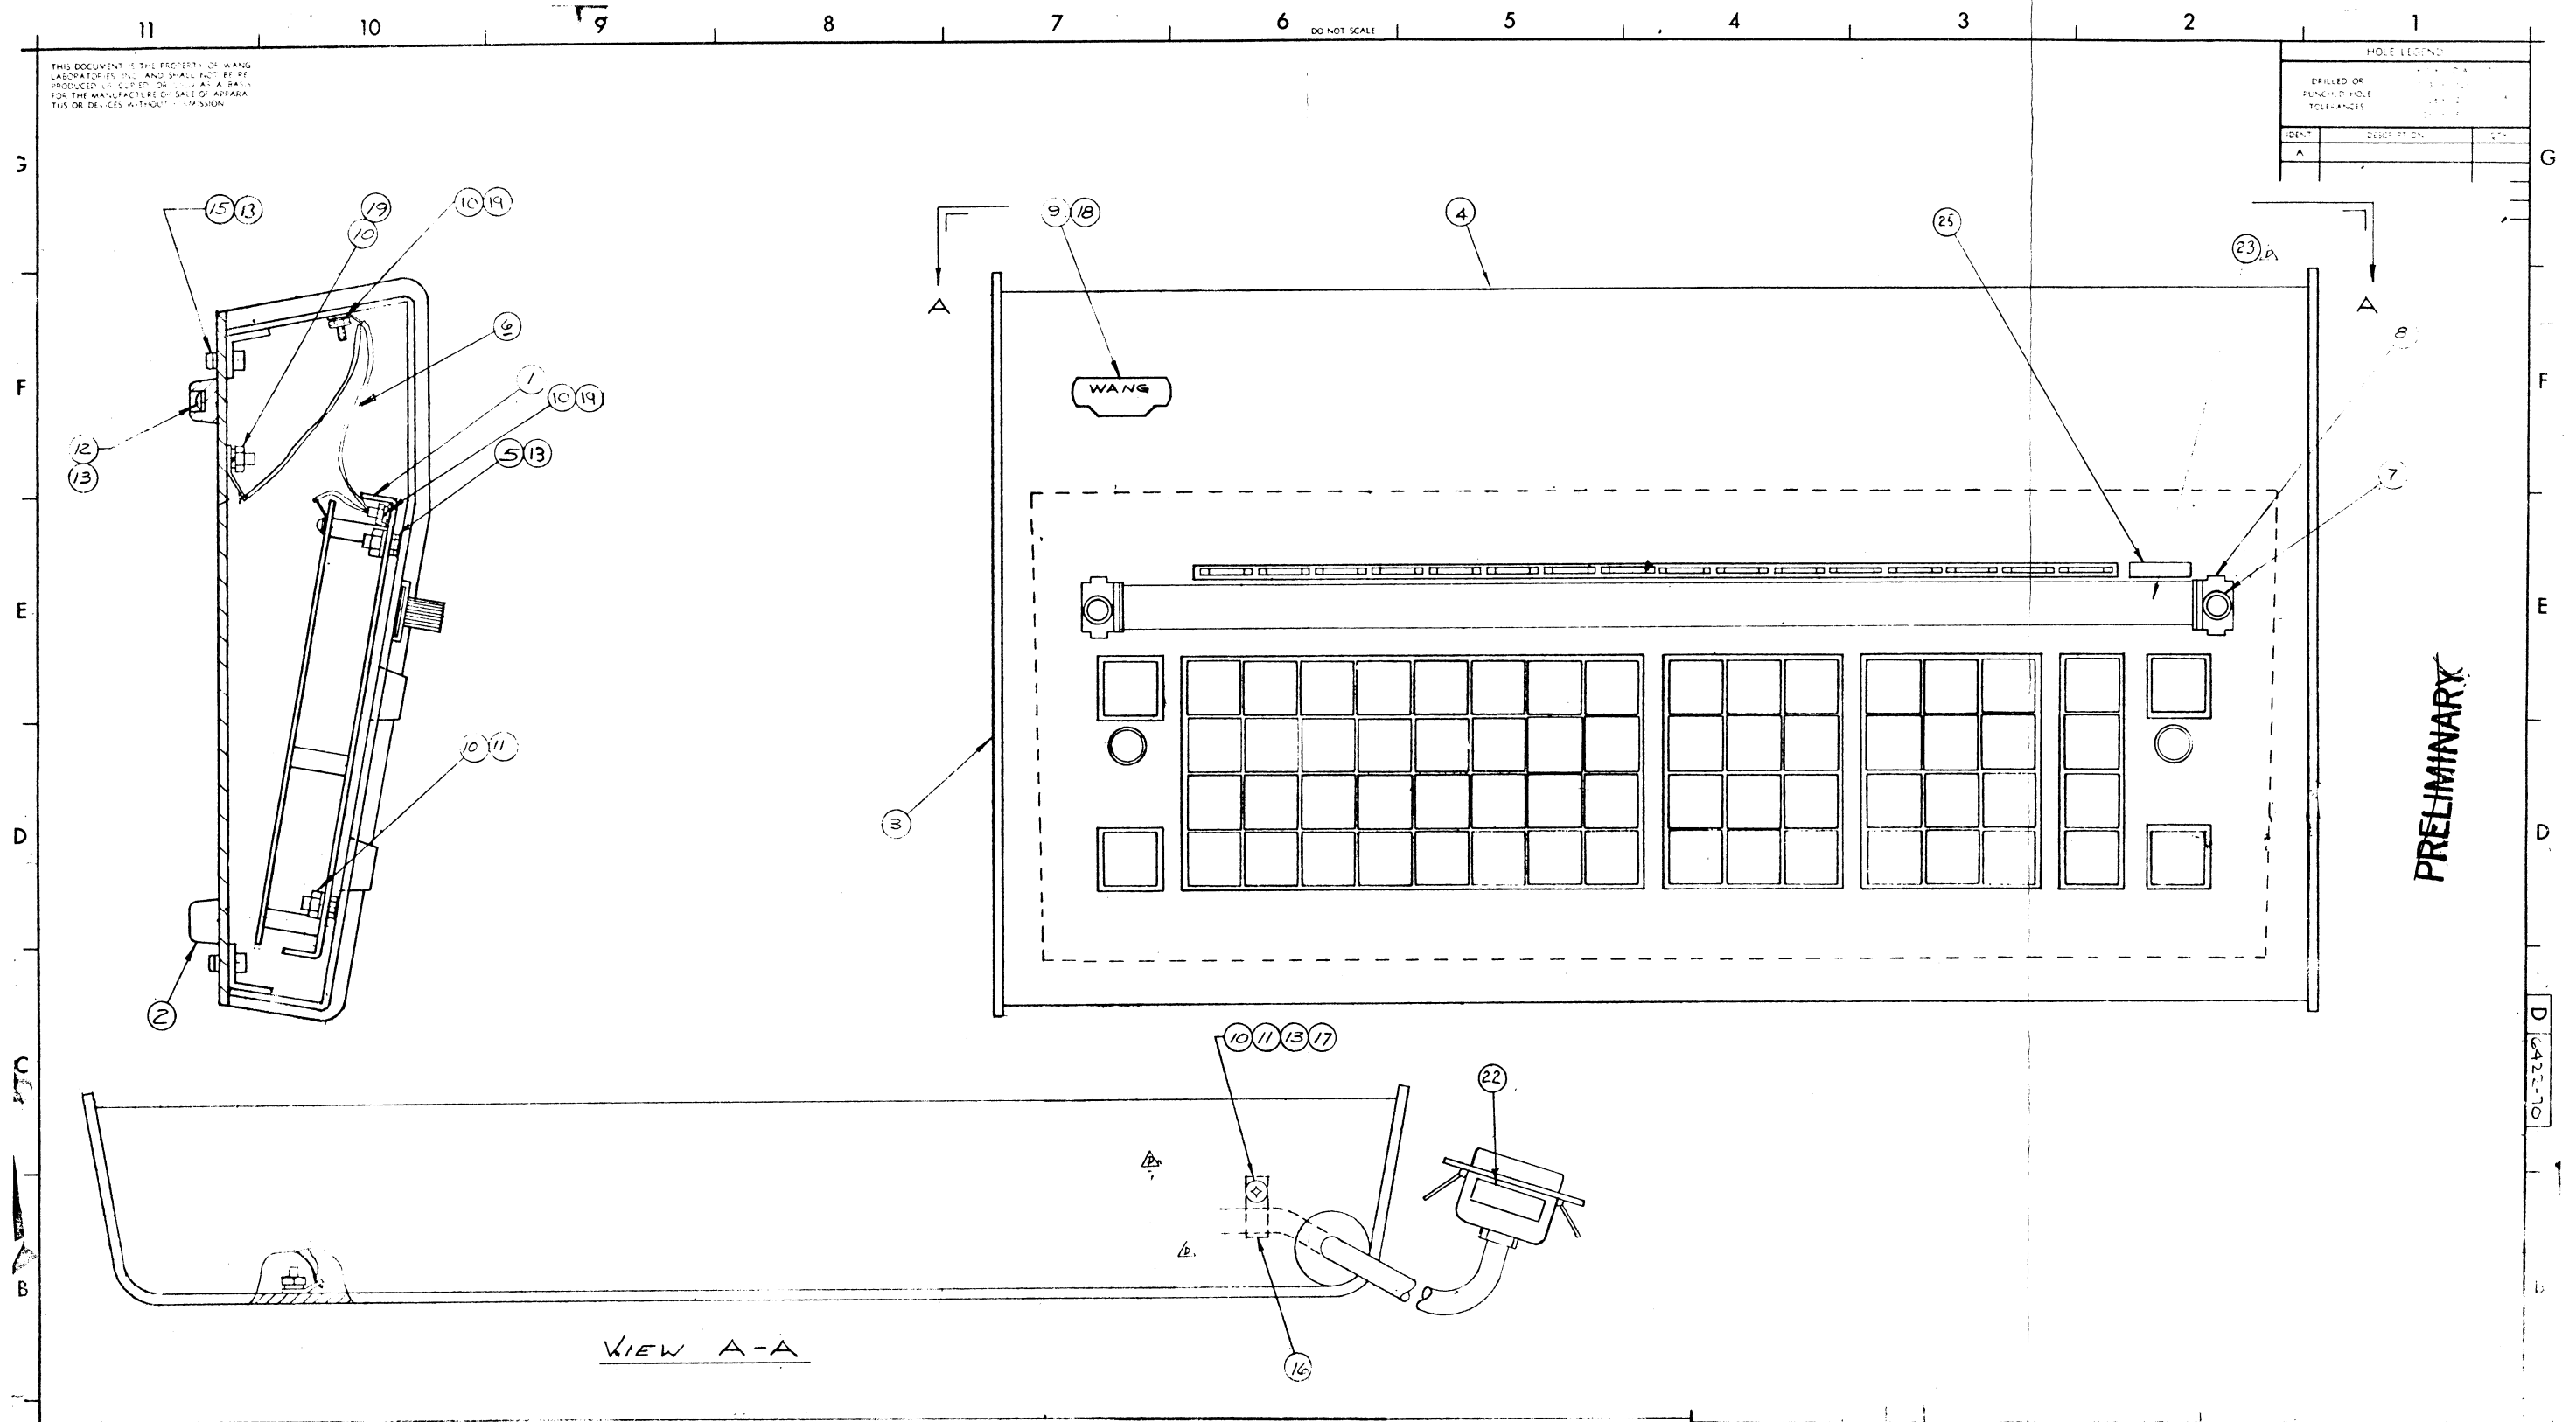 11 10 9 8 7 6 5 4 3 2 1
DO NOT SCALE
THIS DOCUMENT IS THE PROPERTY OF WANG
LABORATORIES INC. AND SHALL NOT BE RE
PRODUCED OR COPIED OR USED AS A BASIS
FOR THE MANUFACTURE OR SALE OF APPARA
TUS OR DEVICES WITHOUT PERMISSION
HOLE LEGEND
DRILLED OR
PUNCHED HOLE
TOLERANCES
IDENT DESCRIPTION QTY
A
G
15 13
19
10
10 19
9 18
4
25
23
A
A
6
8
F
F
WANG
1
10 19
12
13
5 13
7
E
E
10 11
3
PRELIMINARY
D
D
2
10 11 13 17
22
C
D 6422-70
B
16
VIEW A-A